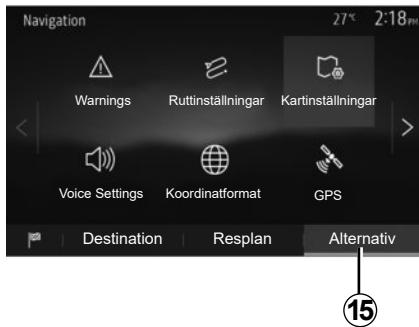 Navigation 27°c 2:18PM
Warnings Ruttinställningar Kartinställningar
Voice Settings Koordinatformat GPS
Destination Resplan Alternativ
15